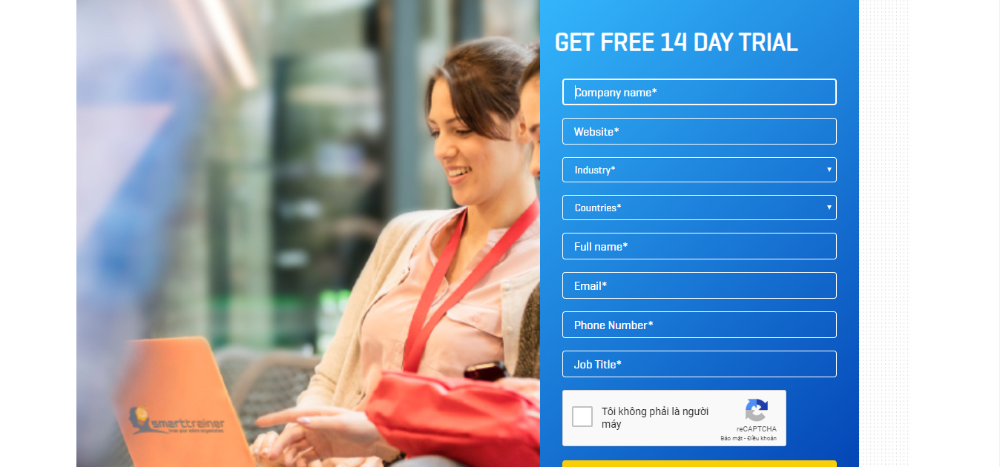 GET FREE 14 DAY TRIAL
Company name*
Website*
Industry*
Countries*
Full name*
Email*
Phone Number*
Job Title*
Tôi không phải là người
máy
reCAPTCHA
Bảo mật - Điều khoản
smarttrainer